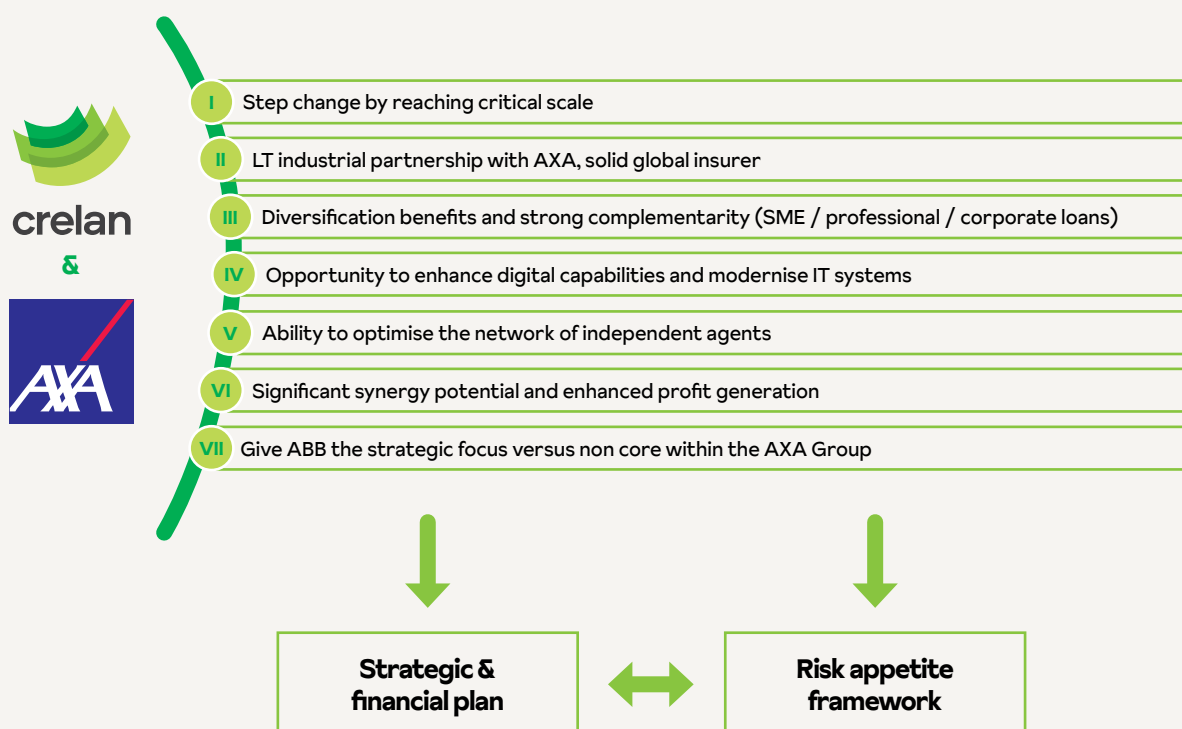 crelan
&
AXA
I Step change by reaching critical scale
II LT industrial partnership with AXA, solid global insurer
III Diversification benefits and strong complementarity (SME / professional / corporate loans)
IV Opportunity to enhance digital capabilities and modernise IT systems
V Ability to optimise the network of independent agents
VI Significant synergy potential and enhanced profit generation
VII Give ABB the strategic focus versus non core within the AXA Group
Strategic &
financial plan
Risk appetite
framework